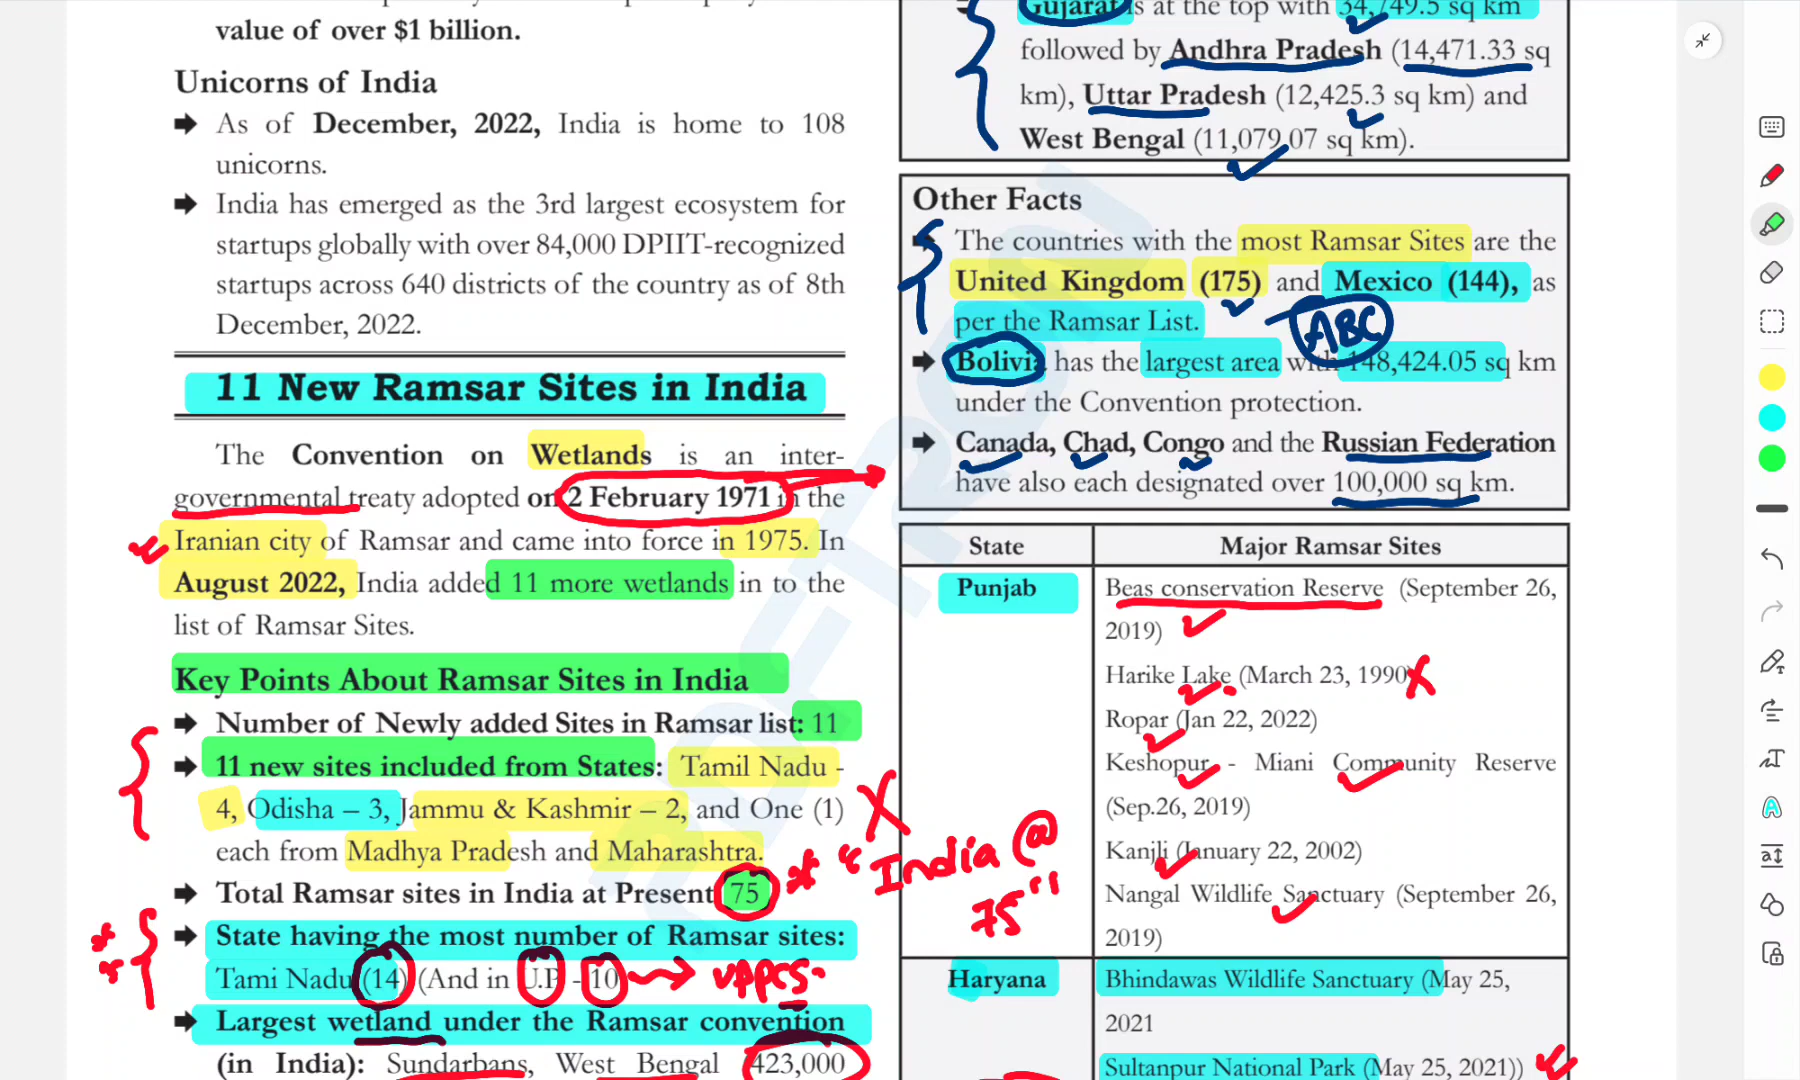 value of over $1 billion.
Unicorns of India
As of December, 2022, India is home to 108
unicorns.
India has emerged as the 3rd largest ecosystem for
startups globally with over 84,000 DPIIT-recognized
startups across 640 districts of the country as of 8th
December, 2022.
11 New Ramsar Sites in India
The Convention on Wetlands is an inter-
governmental treaty adopted on 2 February 1971 in the
Iranian city of Ramsar and came into force in 1975. In
August 2022, India added 11 more wetlands in to the
list of Ramsar Sites.
Key Points About Ramsar Sites in India
Number of Newly added Sites in Ramsar list: 11
11 new sites included from States: Tamil Nadu -
4, Odisha – 3, Jammu & Kashmir – 2, and One (1)
each from Madhya Pradesh and Maharashtra.
Total Ramsar sites in India at Present 75
"India @
75"
State having the most number of Ramsar sites:
Tami Nadu (14) (And in U.P - 10
UPPCS
Largest wetland under the Ramsar convention
(in India): Sundarbans, West Bengal 423,000
Gujarat is at the top with 34,749.5 sq km
followed by Andhra Pradesh (14,471.33 sq
km), Uttar Pradesh (12,425.3 sq km) and
West Bengal (11,079.07 sq km).
Other Facts
The countries with the most Ramsar Sites are the
United Kingdom (175) and Mexico (144), as
per the Ramsar List.
ABC
Bolivia has the largest area with 148,424.05 sq km
under the Convention protection.
Canada, Chad, Congo and the Russian Federation
have also each designated over 100,000 sq km.
State Major Ramsar Sites
Punjab Beas conservation Reserve (September 26,
2019)
Harike Lake (March 23, 1990)
Ropar (Jan 22, 2022)
Keshopur - Miani Community Reserve
(Sep.26, 2019)
Kanjli (January 22, 2002)
Nangal Wildlife Sanctuary (September 26,
2019)
Haryana Bhindawas Wildlife Sanctuary (May 25,
2021
Sultanpur National Park (May 25, 2021))